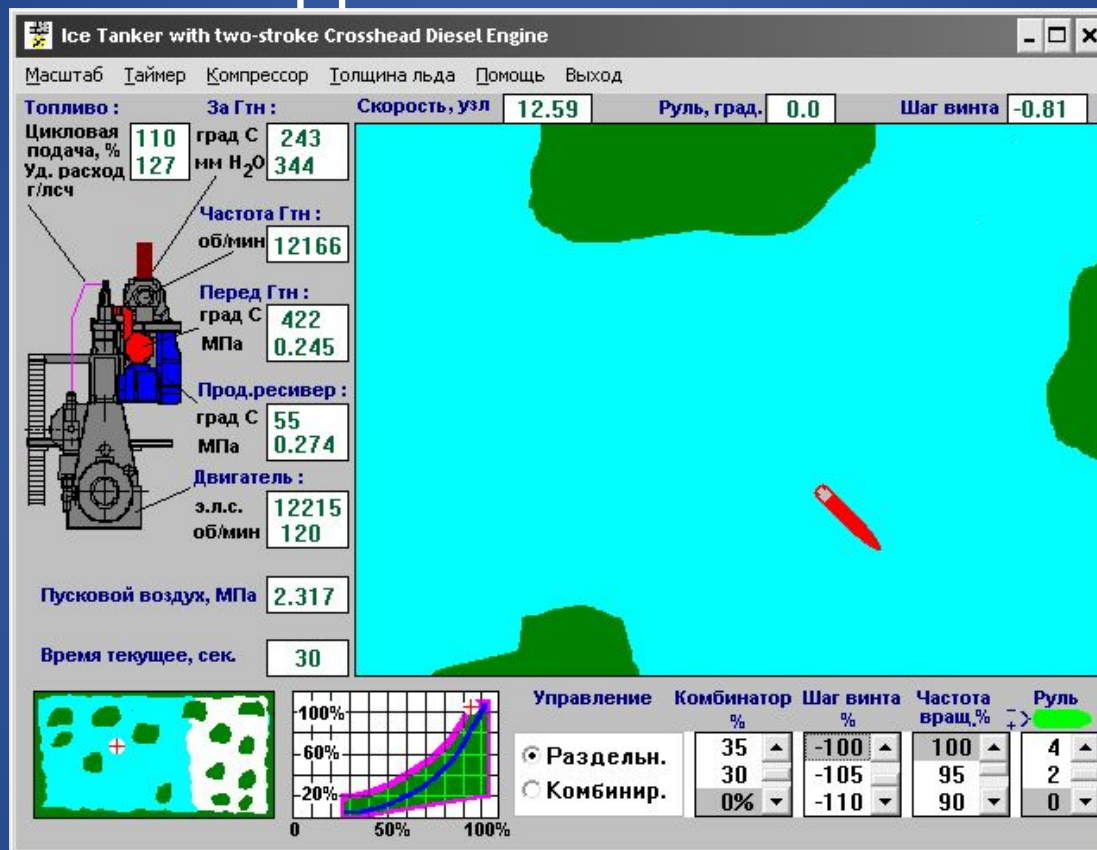 Ice Tanker with two-stroke Crosshead Diesel Engine
Масштаб Таймер Компрессор Толщина льда Помощь Выход
Топливо : За Гтн : Скорость, узл 12.59 Руль, град. 0.0 Шаг винта -0.81
Цикловая подача, % 110 град С 243
Уд. расход г/лсч 127 мм H2O 344
Частота Гтн :
об/мин 12166
Перед Гтн :
град С 422
МПа 0.245
Прод.ресивер :
град С 55
МПа 0.274
Двигатель :
э.л.с. 12215
об/мин 120
Пусковой воздух, МПа 2.317
Время текущее, сек. 30
100%
60%
20%
0 50% 100%
Управление Комбинатор % Шаг винта % Частота вращ.% - + Руль
Раздельн. 35 -100 100 4
30 -105 95 2
Комбинир. 0% -110 90 0